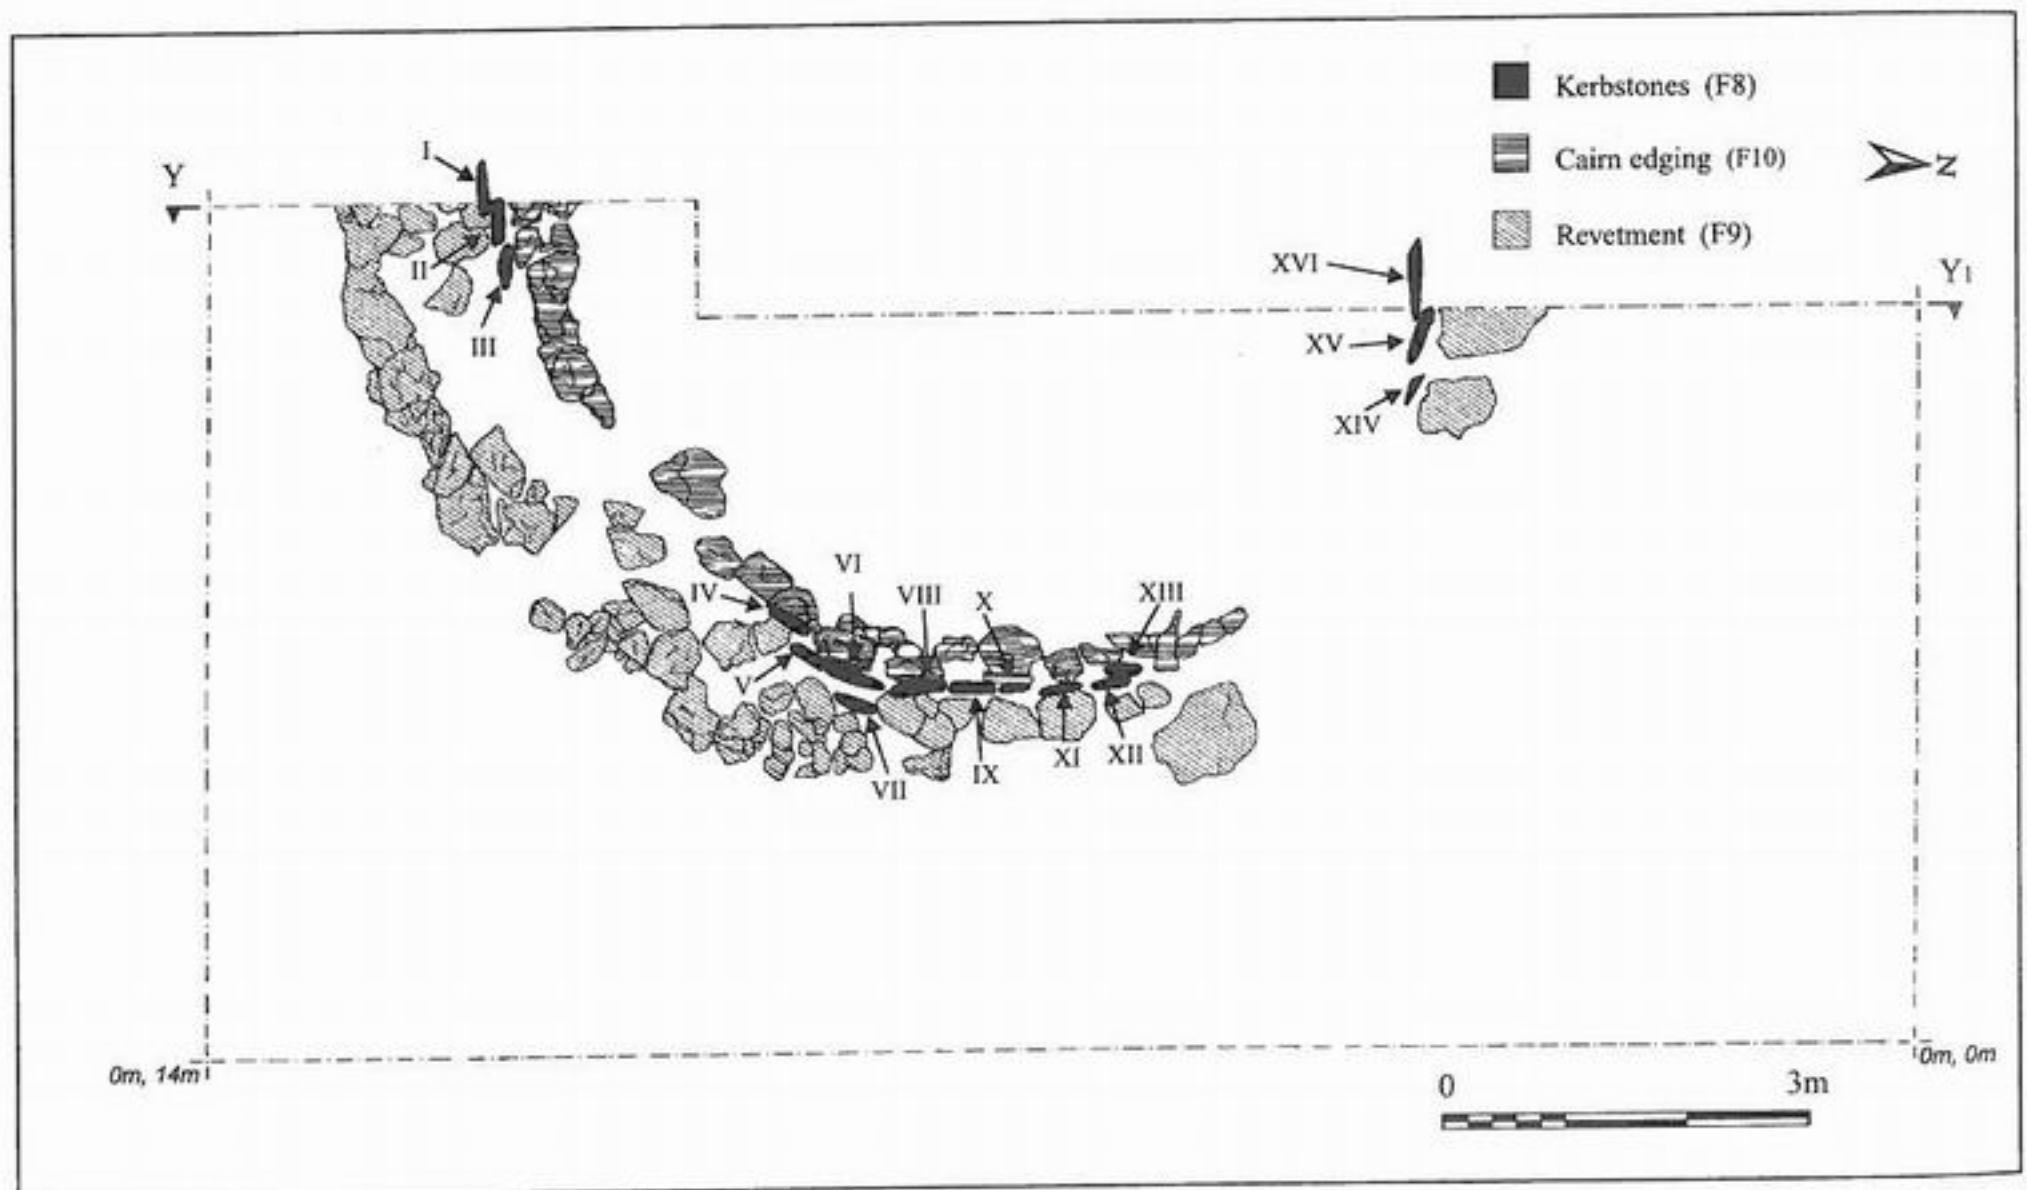 Kerbstones (F8)
Cairn edging (F10)
Revetment (F9)
N
Y
I
II
III
XVI
XV
XIV
Y1
IV
V
VI
VIII
X
XIII
VII
IX
XI
XII
0m, 14m
0m, 0m
0 3m